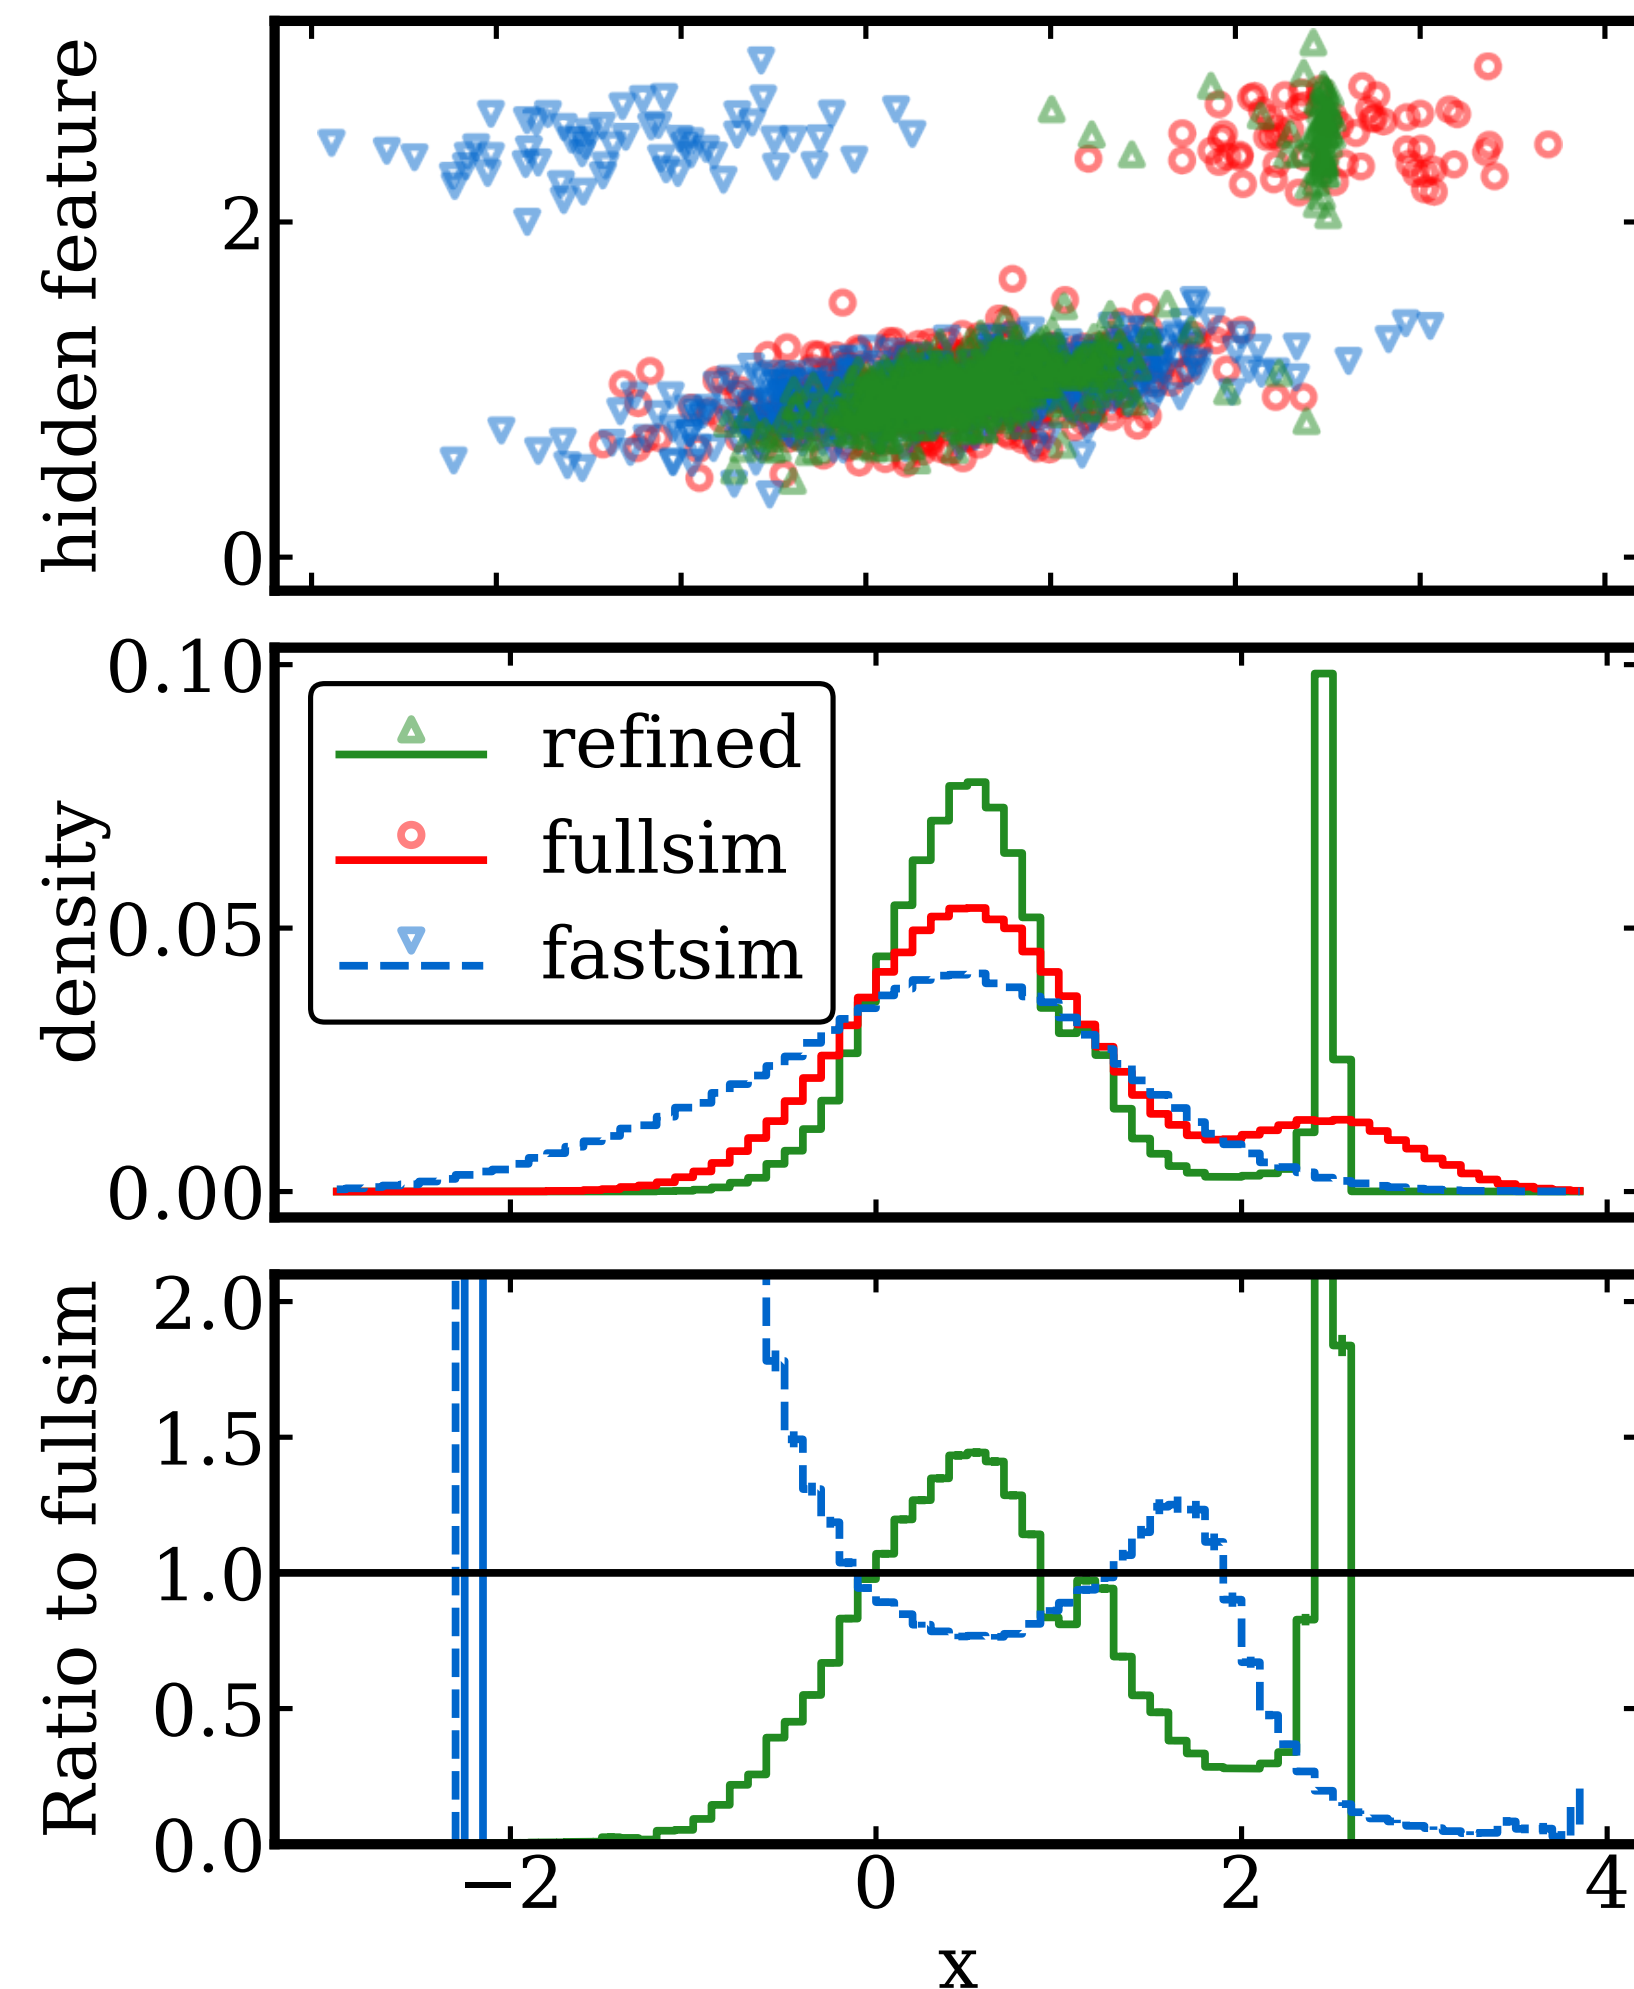 hidden feature
2
0
density
0.10
0.05
0.00
refined
fullsim
fastsim
Ratio to fullsim
2.0
1.5
1.0
0.5
0.0
−2 0 2 4
x